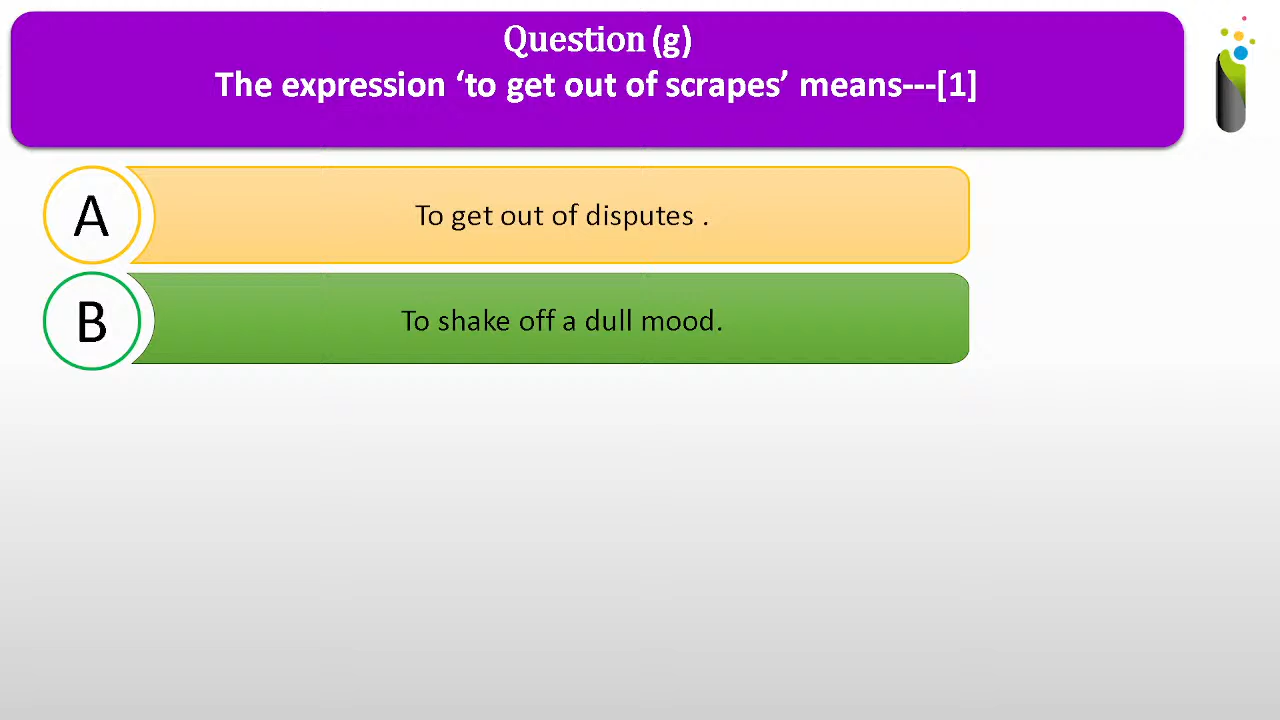 Question (g)
The expression ‘to get out of scrapes’ means---[1]
A
To get out of disputes .
B
To shake off a dull mood.